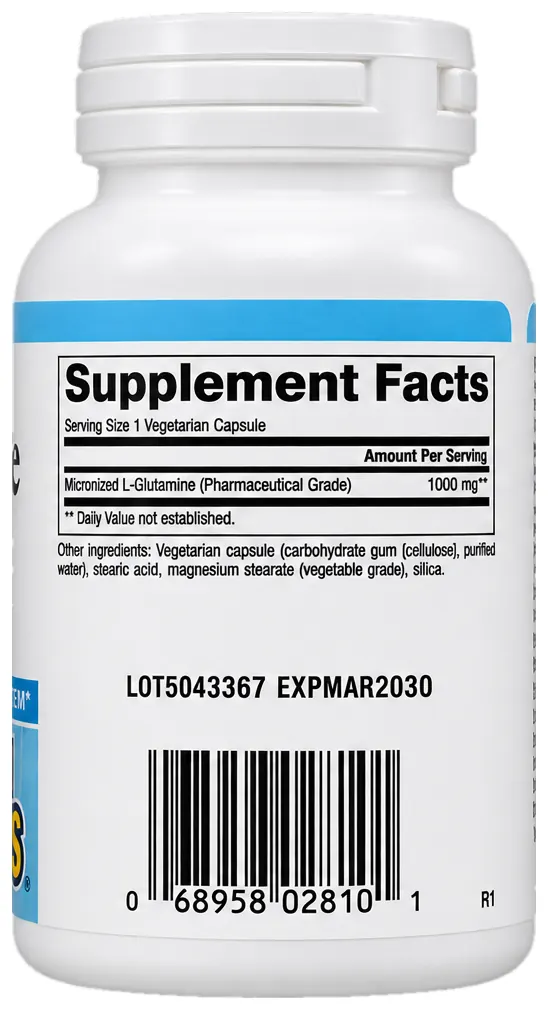 Supplement Facts
Serving Size 1 Vegetarian Capsule
Amount Per Serving
Micronized L-Glutamine (Pharmaceutical Grade) 1000 mg**
** Daily Value not established.
Other ingredients: Vegetarian capsule (carbohydrate gum [cellulose], purified
water), stearic acid, magnesium stearate (vegetable grade), silica.
LOT5043367 EXPMAR2030
0 68958 02810 1 R1